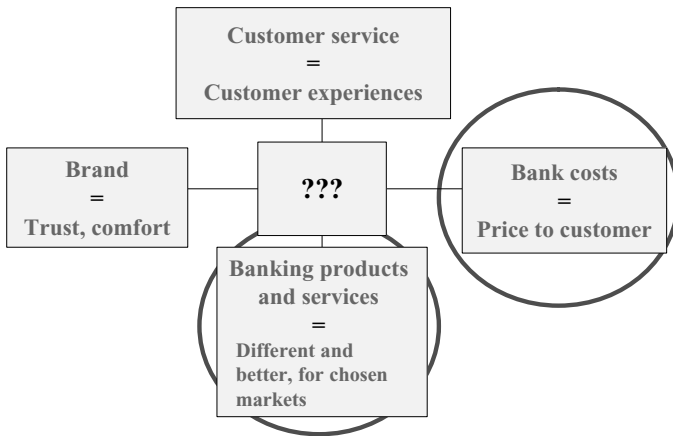 Customer service
=
Customer experiences
Brand
=
Trust, comfort
???
Bank costs
=
Price to customer
Banking products
and services
=
Different and
better, for chosen
markets